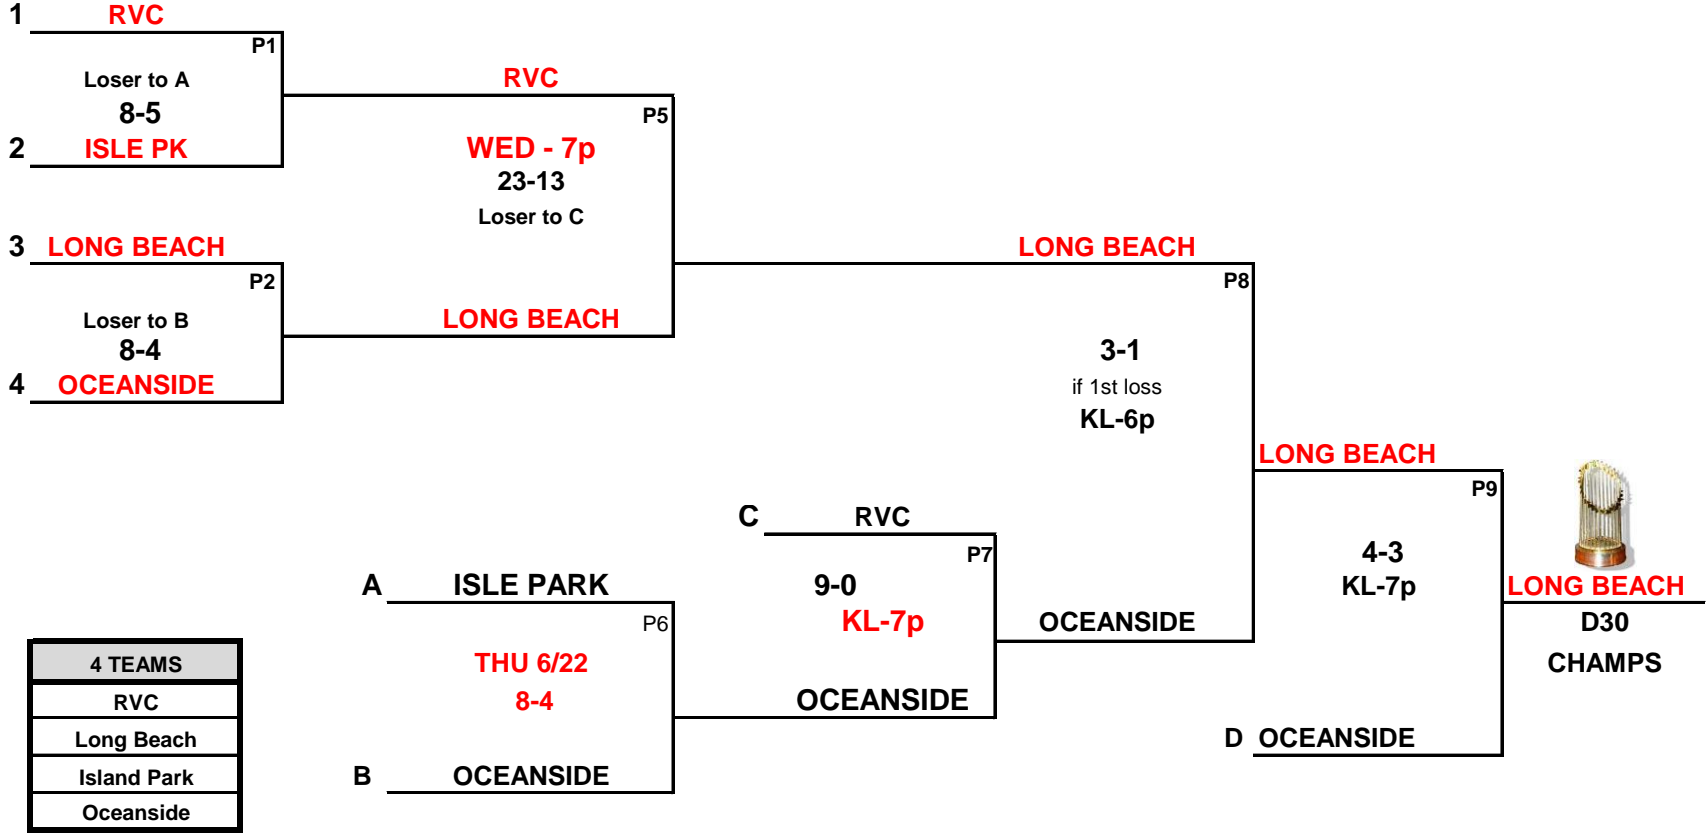 1 RVC
P1
Loser to A
8-5
2 ISLE PK
RVC
P5
WED - 7p
23-13
Loser to C
3 LONG BEACH
P2
Loser to B
8-4
4 OCEANSIDE
LONG BEACH
LONG BEACH
P8
3-1
if 1st loss
KL-6p
LONG BEACH
P9
4-3
KL-7p
C RVC
P7
9-0
KL-7p
A ISLE PARK
P6
THU 6/22
8-4
OCEANSIDE
OCEANSIDE
B OCEANSIDE
D OCEANSIDE
LONG BEACH
D30
CHAMPS
4 TEAMS
RVC
Long Beach
Island Park
Oceanside